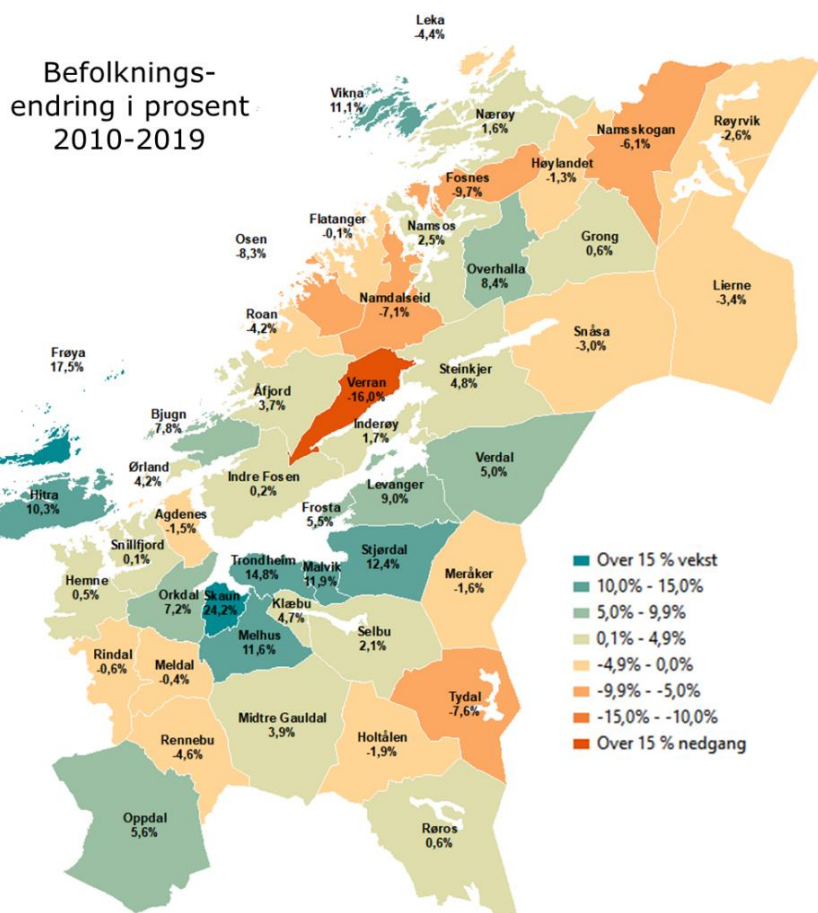 Befolknings-
endring i prosent
2010-2019
Leka
-4,4%
Vikna
11,1%
Nærøy
1,6%
Namsskogan
-6,1%
Røyrvik
-2,6%
Høylandet
-1,3%
Fosnes
-9,7%
Flatanger
-0,1%
Namsos
2,5%
Osen
-8,3%
Grong
0,6%
Overhalla
8,4%
Lierne
-3,4%
Namdalseid
-7,1%
Roan
-4,2%
Snåsa
-3,0%
Frøya
17,5%
Steinkjer
4,8%
Verran
-16,0%
Åfjord
3,7%
Bjugn
7,8%
Inderøy
1,7%
Verdal
5,0%
Ørland
4,2%
Indre Fosen
0,2%
Levanger
9,0%
Hitra
10,3%
Frosta
5,5%
Agdenes
-1,5%
Snillfjord
0,1%
Stjørdal
12,4%
Trondheim
14,8%
Malvik
11,9%
Meråker
-1,6%
Hemne
0,5%
Orkdal
7,2%
Skaun
24,2%
Klæbu
4,7%
Selbu
2,1%
Melhus
11,6%
Rindal
-0,6%
Meldal
-0,4%
Tydal
-7,6%
Midtre Gauldal
3,9%
Holtålen
-1,9%
Rennebu
-4,6%
Oppdal
5,6%
Røros
0,6%
Over 15 % vekst
10,0% - 15,0%
5,0% - 9,9%
0,1% - 4,9%
-4,9% - 0,0%
-9,9% - -5,0%
-15,0% - -10,0%
Over 15 % nedgang